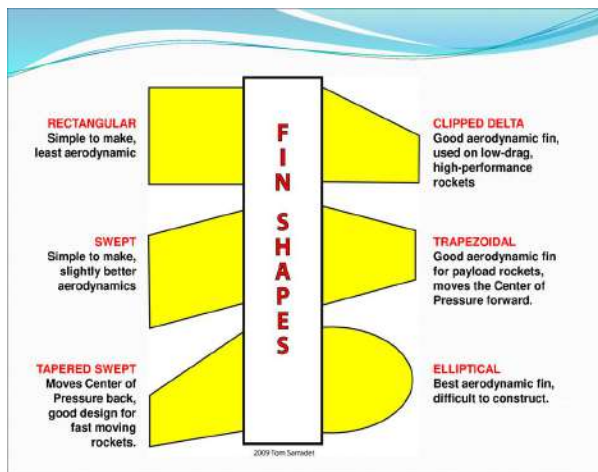 RECTANGULAR
Simple to make,
least aerodynamic
SWEPT
Simple to make,
slightly better
aerodynamics
TAPERED SWEPT
Moves Center of
Pressure back,
good design for
fast moving
rockets.
FIN SHAPES
CLIPPED DELTA
Good aerodynamic fin,
used on low-drag,
high-performance
rockets
TRAPEZOIDAL
Good aerodynamic fin
for payload rockets,
moves the Center of
Pressure forward.
ELLIPTICAL
Best aerodynamic fin,
difficult to construct.
2009 Tom Sarradet